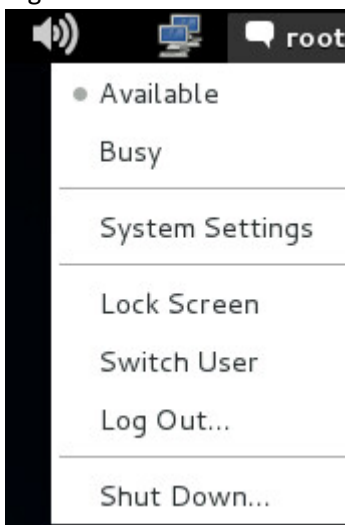 root
Available
Busy
System Settings
Lock Screen
Switch User
Log Out...
Shut Down...